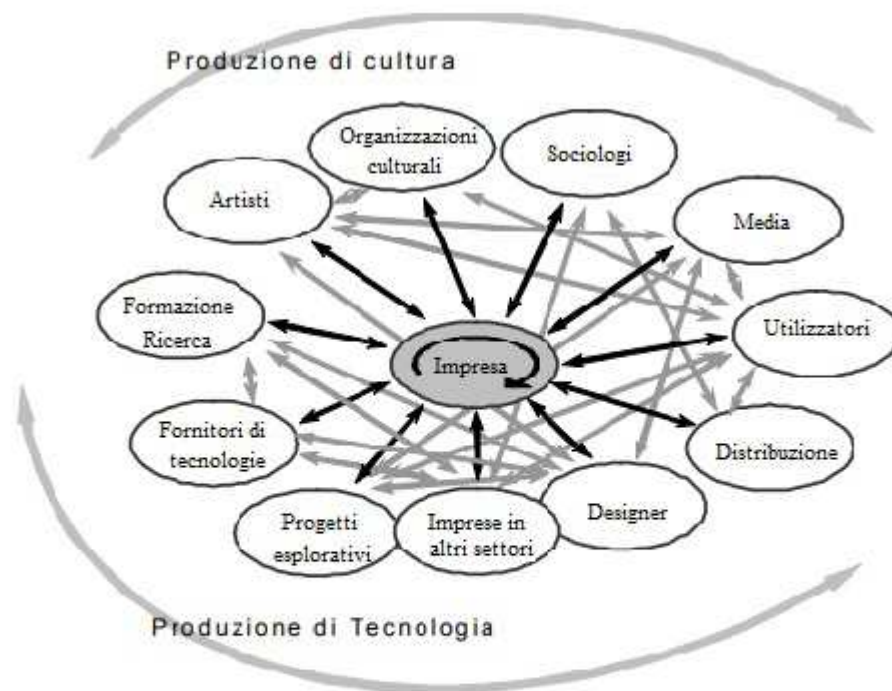 Produzione di cultura
Organizzazioni
culturali
Sociologi
Artisti
Media
Formazione
Ricerca
Utilizzatori
Impresa
Fornitori di
tecnologie
Distribuzione
Progetti
esplorativi
Imprese in
altri settori
Designer
Produzione di Tecnologia